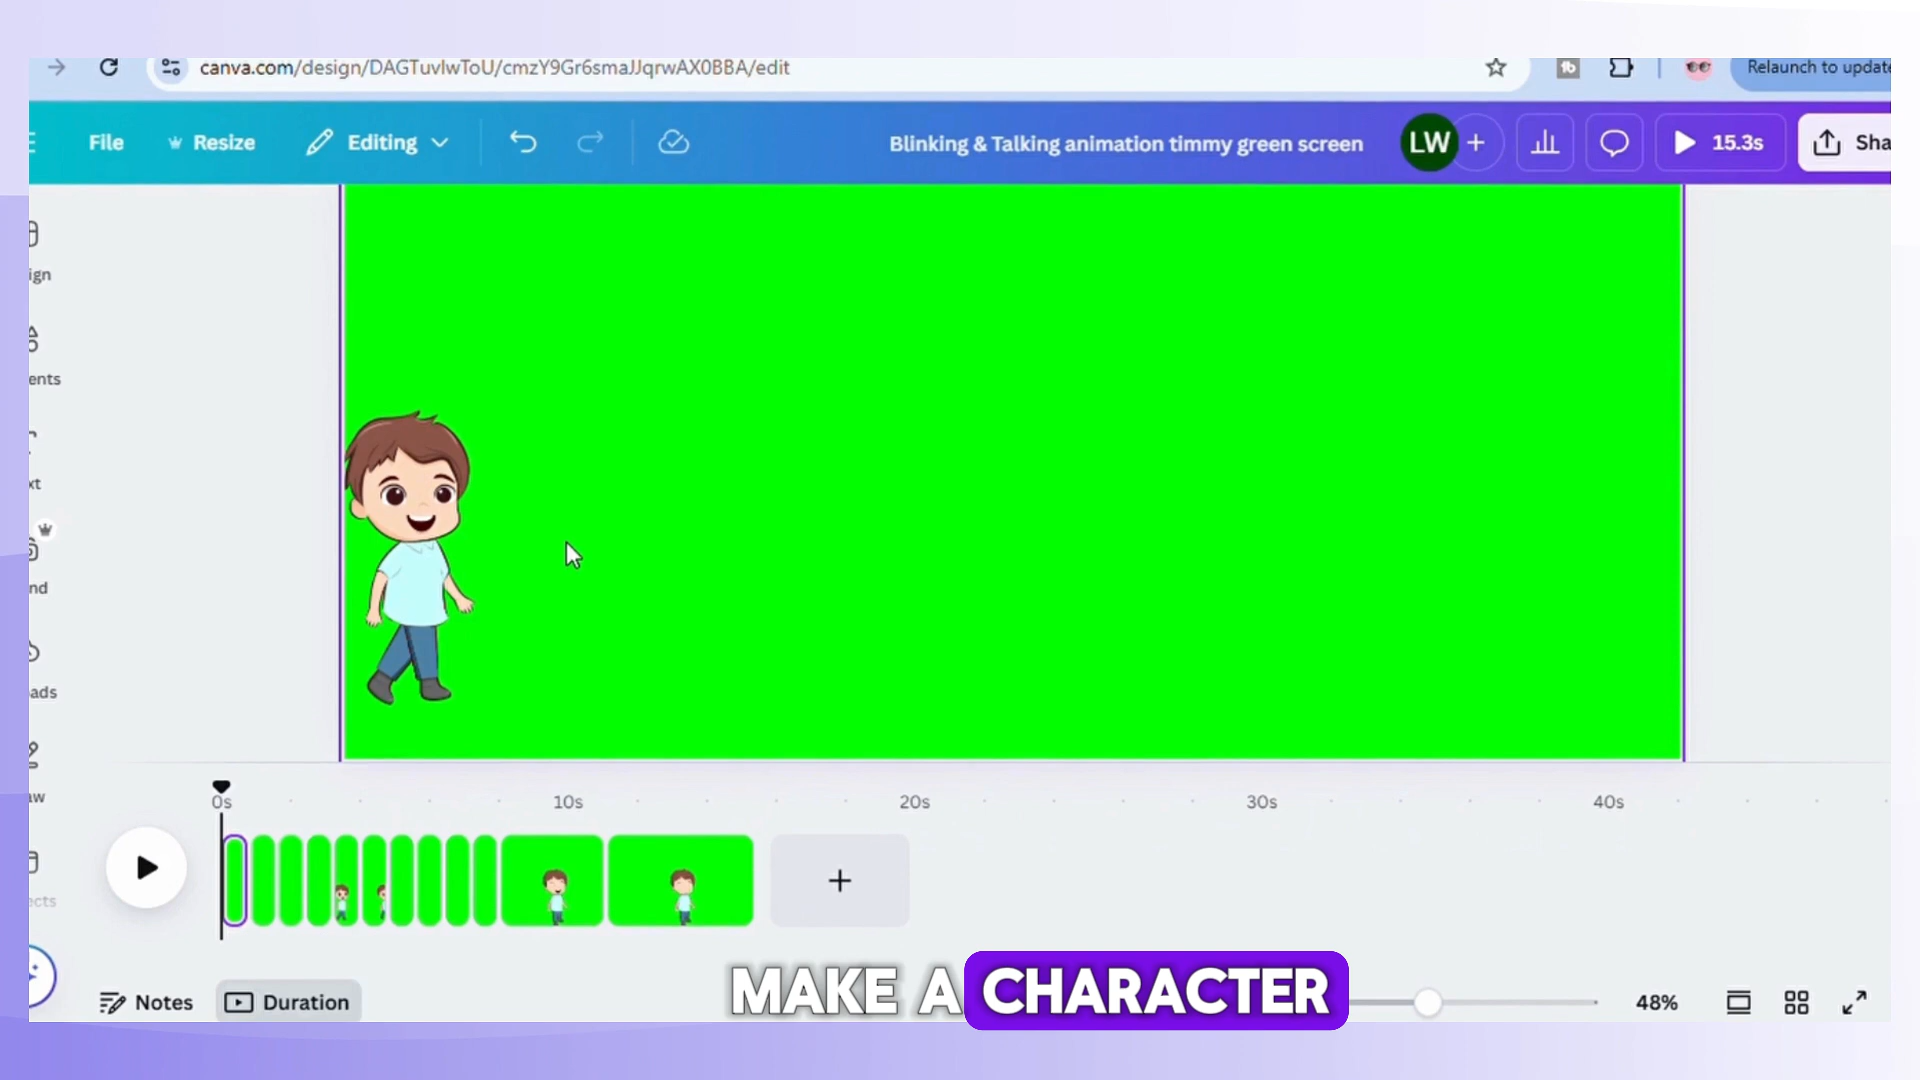 canva.com/design/DAGTuvlwToU/cmzY9Gr6smaJJqrwAX0BBA/edit
Relaunch to update
File
Resize
Editing
Blinking & Talking animation timmy green screen
LW
+
15.3s
Sha
ign
ents
xt
nd
ads
aw
ects
0s
10s
20s
30s
40s
+
Notes
Duration
MAKE A CHARACTER
48%